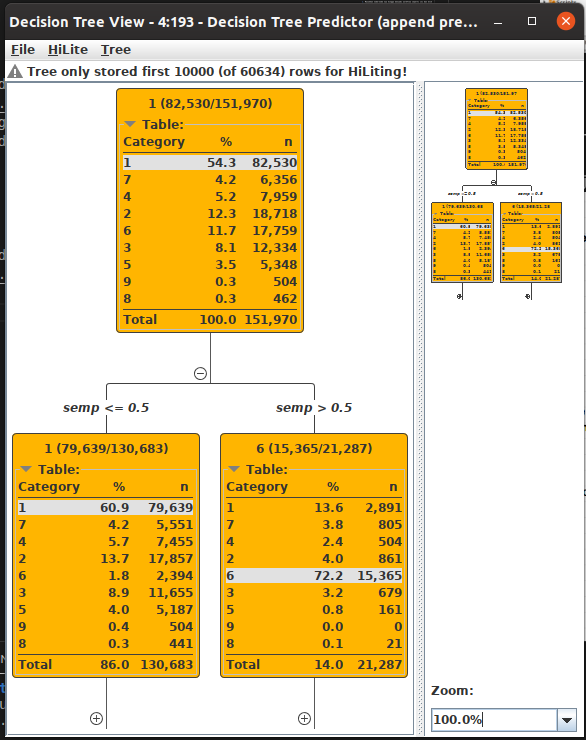 Decision Tree View - 4:193 - Decision Tree Predictor (append pre...
File HiLite Tree
Tree only stored first 10000 (of 60634) rows for HiLiting!
1 (82,530/151,970)
Table:
Category % n
1 54.3 82,530
7 4.2 6,356
4 5.2 7,959
2 12.3 18,718
6 11.7 17,759
3 8.1 12,334
5 3.5 5,348
9 0.3 504
8 0.3 462
Total 100.0 151,970
semp <= 0.5
semp > 0.5
1 (79,639/130,683)
Table:
Category % n
1 60.9 79,639
7 4.2 5,551
4 5.7 7,455
2 13.7 17,857
6 1.8 2,394
3 8.9 11,655
5 4.0 5,187
9 0.4 504
8 0.3 441
Total 86.0 130,683
6 (15,365/21,287)
Table:
Category % n
1 13.6 2,891
7 3.8 805
4 2.4 504
2 4.0 861
6 72.2 15,365
3 3.2 679
5 0.8 161
9 0.0 0
8 0.1 21
Total 14.0 21,287
Zoom:
100.0%